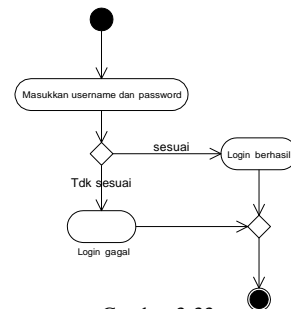 Masukkan username dan password
sesuai
Login berhasil
Tdk sesuai
Login gagal